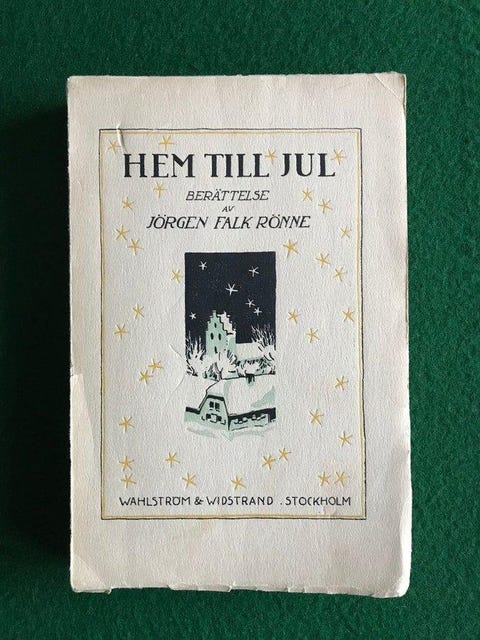 HEM TILL JUL
BERÄTTELSE
AV
JÖRGEN FALK RÖNNE
WAHLSTRÖM & WIDSTRAND . STOCKHOLM